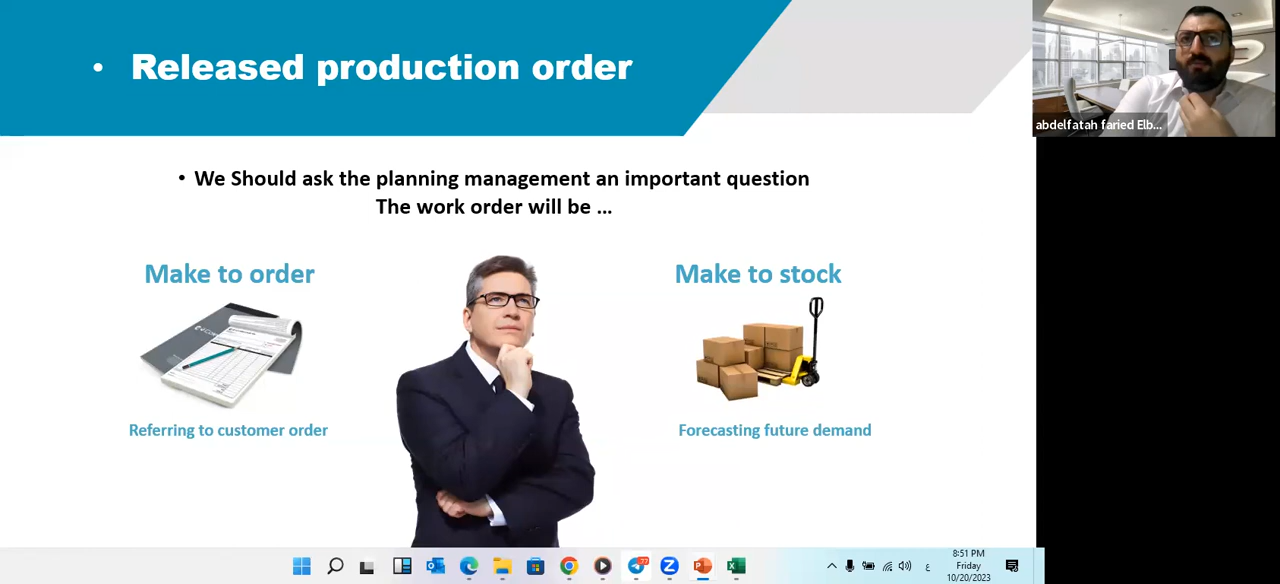 • Released production order
abdelfatah faried Elb...
• We Should ask the planning management an important question
The work order will be ...
Make to order
Make to stock
Referring to customer order
Forecasting future demand
8:51 PM
Friday
10/20/2023
ع